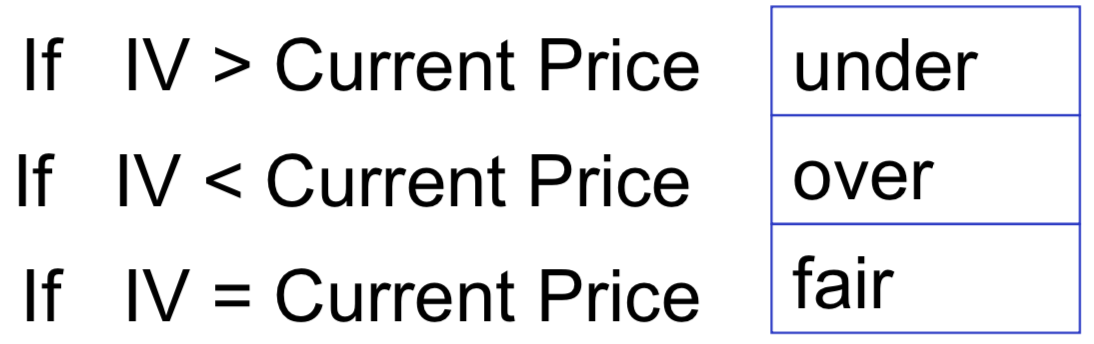 If IV > Current Price under
If IV < Current Price over
If IV = Current Price fair